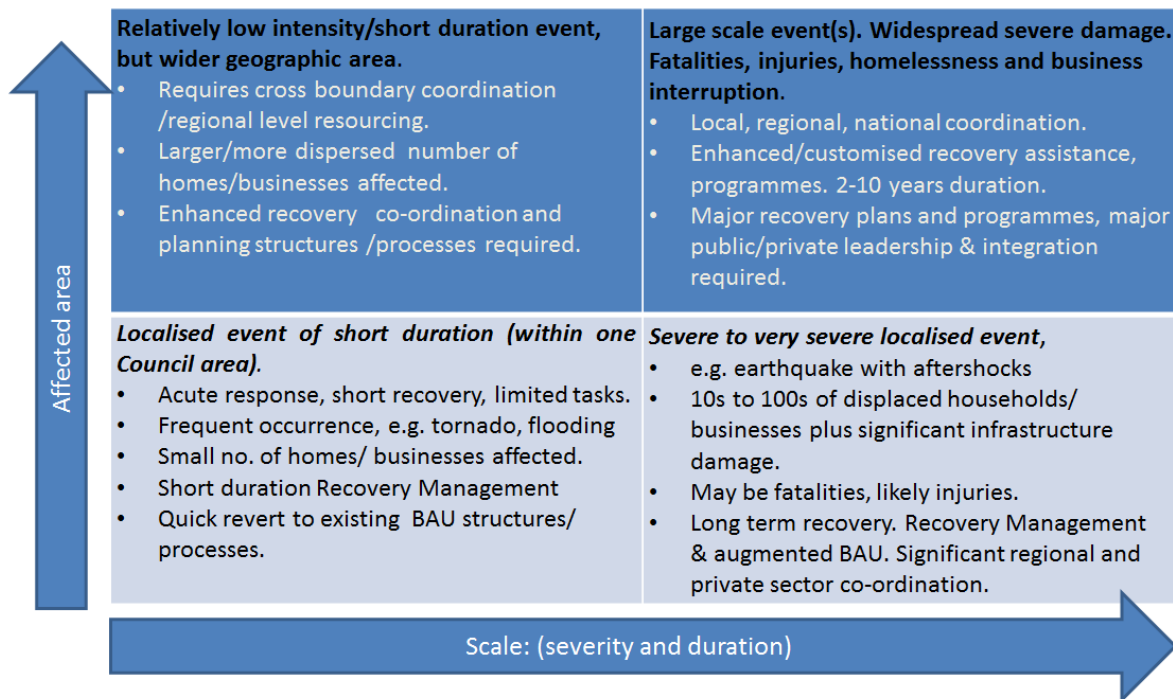 Relatively low intensity/short duration event,
but wider geographic area.
• Requires cross boundary coordination
/regional level resourcing.
• Larger/more dispersed number of
homes/businesses affected.
• Enhanced recovery co-ordination and
planning structures /processes required.
Large scale event(s). Widespread severe damage.
Fatalities, injuries, homelessness and business
interruption.
• Local, regional, national coordination.
• Enhanced/customised recovery assistance,
programmes. 2-10 years duration.
• Major recovery plans and programmes, major
public/private leadership & integration
required.
Affected area
Localised event of short duration (within one
Council area).
• Acute response, short recovery, limited tasks.
• Frequent occurrence, e.g. tornado, flooding
• Small no. of homes/ businesses affected.
• Short duration Recovery Management
• Quick revert to existing BAU structures/
processes.
Severe to very severe localised event,
• e.g. earthquake with aftershocks
• 10s to 100s of displaced households/
businesses plus significant infrastructure
damage.
• May be fatalities, likely injuries.
• Long term recovery. Recovery Management
& augmented BAU. Significant regional and
private sector co-ordination.
Scale: (severity and duration)